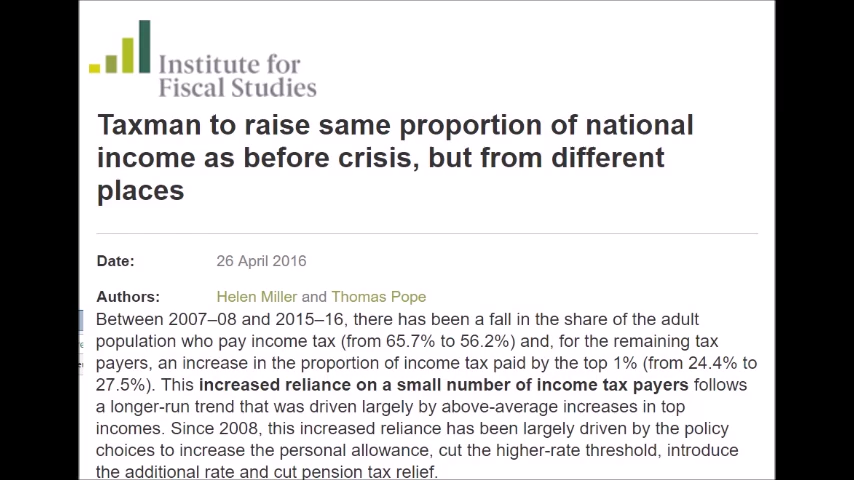 Institute for
Fiscal Studies
Taxman to raise same proportion of national
income as before crisis, but from different
places
Date: 26 April 2016
Authors: Helen Miller and Thomas Pope
Between 2007–08 and 2015–16, there has been a fall in the share of the adult
population who pay income tax (from 65.7% to 56.2%) and, for the remaining tax
payers, an increase in the proportion of income tax paid by the top 1% (from 24.4% to
27.5%). This increased reliance on a small number of income tax payers follows
a longer-run trend that was driven largely by above-average increases in top
incomes. Since 2008, this increased reliance has been largely driven by the policy
choices to increase the personal allowance, cut the higher-rate threshold, introduce
the additional rate and cut pension tax relief.